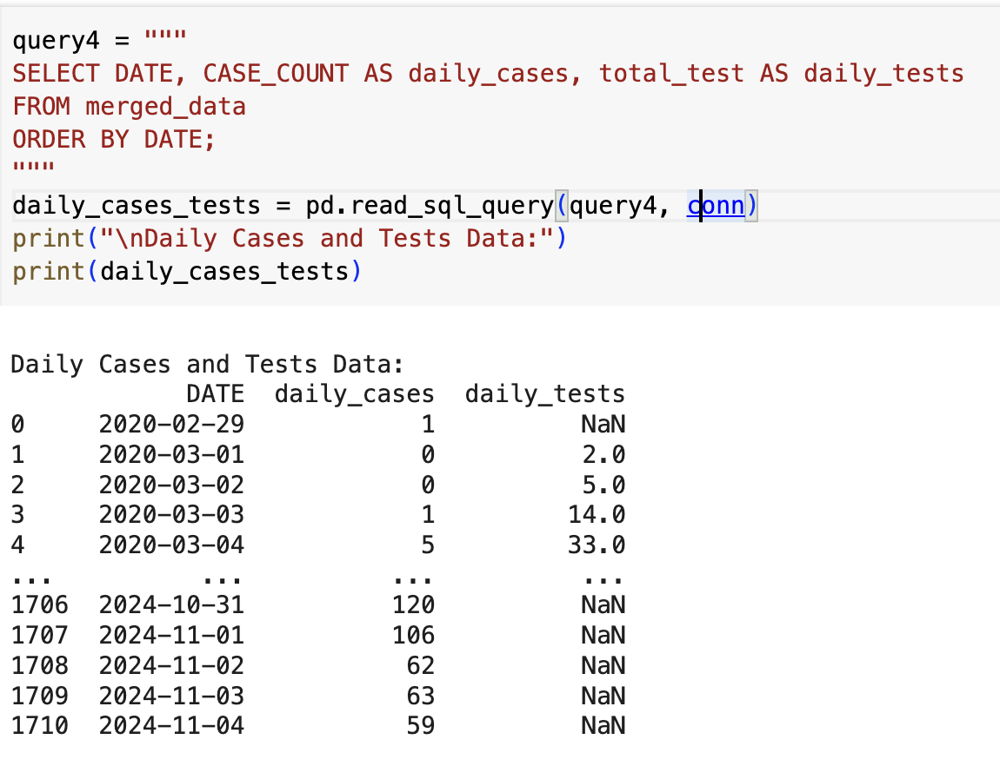 query4 = """
SELECT DATE, CASE_COUNT AS daily_cases, total_test AS daily_tests
FROM merged_data
ORDER BY DATE;
"""
daily_cases_tests = pd.read_sql_query(query4, conn)
print("\nDaily Cases and Tests Data:")
print(daily_cases_tests)
Daily Cases and Tests Data:
            DATE  daily_cases  daily_tests
0     2020-02-29            1          NaN
1     2020-03-01            0          2.0
2     2020-03-02            0          5.0
3     2020-03-03            1         14.0
4     2020-03-04            5         33.0
...          ...          ...          ...
1706  2024-10-31          120          NaN
1707  2024-11-01          106          NaN
1708  2024-11-02           62          NaN
1709  2024-11-03           63          NaN
1710  2024-11-04           59          NaN